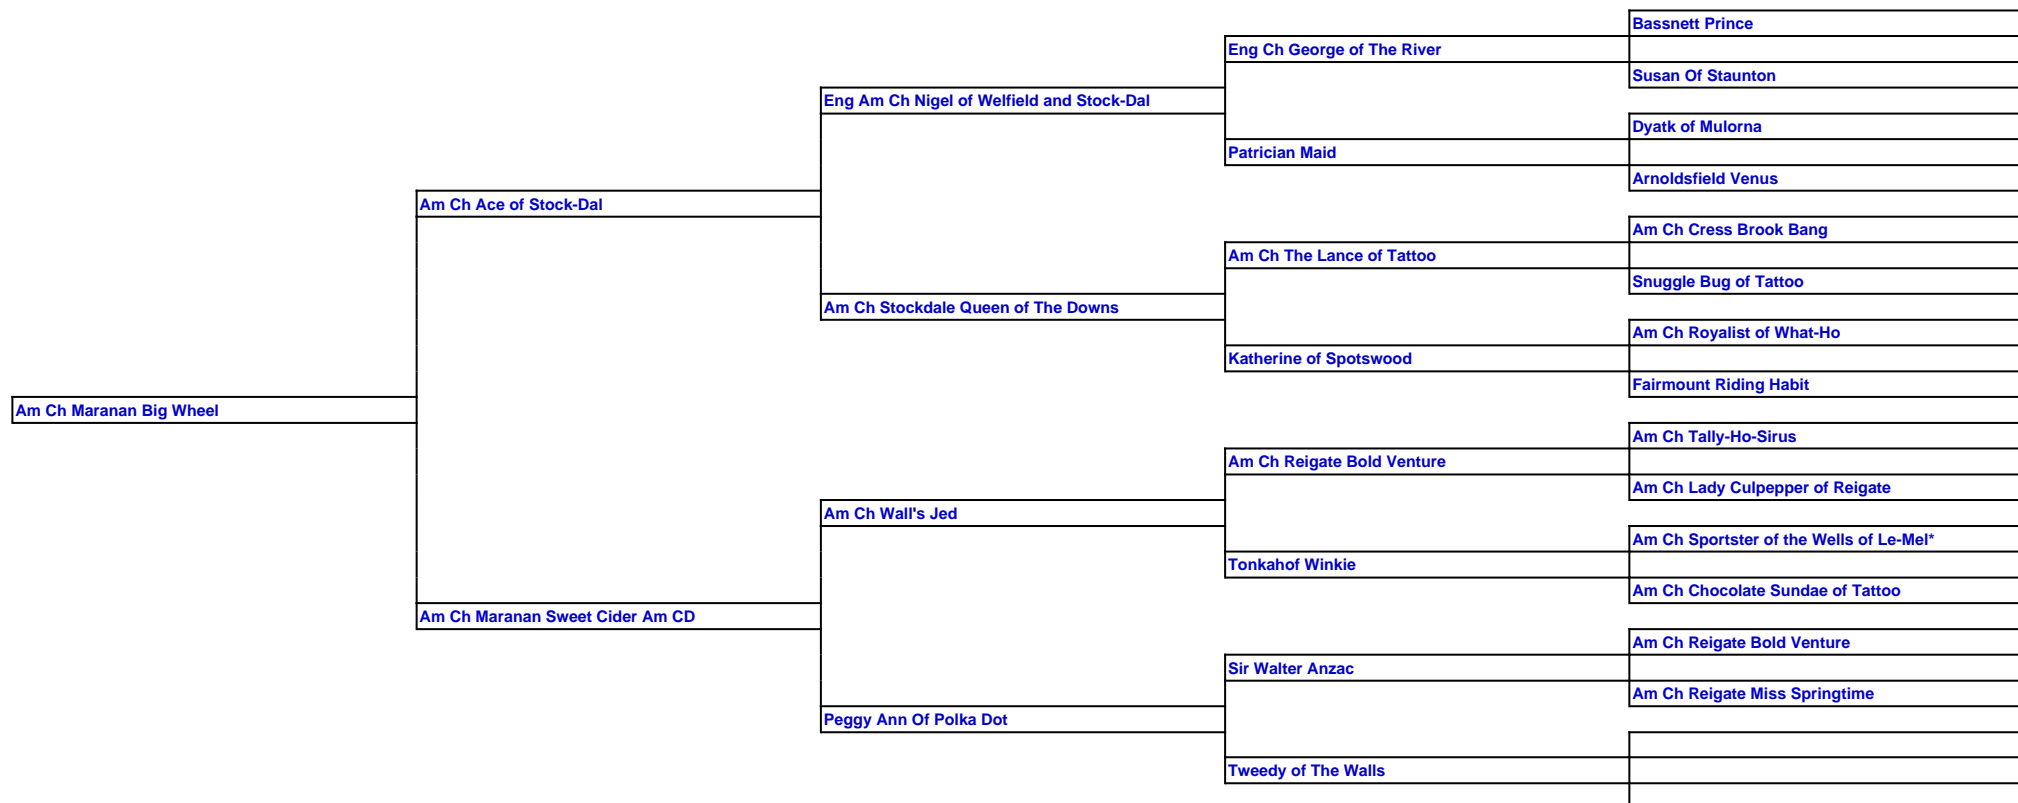 Bassnett Prince
Eng Ch George of The River
Susan Of Staunton
Eng Am Ch Nigel of Welfield and Stock-Dal
Dyatk of Mulorna
Patrician Maid
Arnoldsfield Venus
Am Ch Ace of Stock-Dal
Am Ch Cress Brook Bang
Am Ch The Lance of Tattoo
Snuggle Bug of Tattoo
Am Ch Stockdale Queen of The Downs
Am Ch Royalist of What-Ho
Katherine of Spotswood
Fairmount Riding Habit
Am Ch Maranan Big Wheel
Am Ch Tally-Ho-Sirus
Am Ch Reigate Bold Venture
Am Ch Lady Culpepper of Reigate
Am Ch Wall's Jed
Am Ch Sportster of the Wells of Le-Mel*
Tonkahof Winkie
Am Ch Chocolate Sundae of Tattoo
Am Ch Maranan Sweet Cider Am CD
Am Ch Reigate Bold Venture
Sir Walter Anzac
Am Ch Reigate Miss Springtime
Peggy Ann Of Polka Dot
Tweedy of The Walls